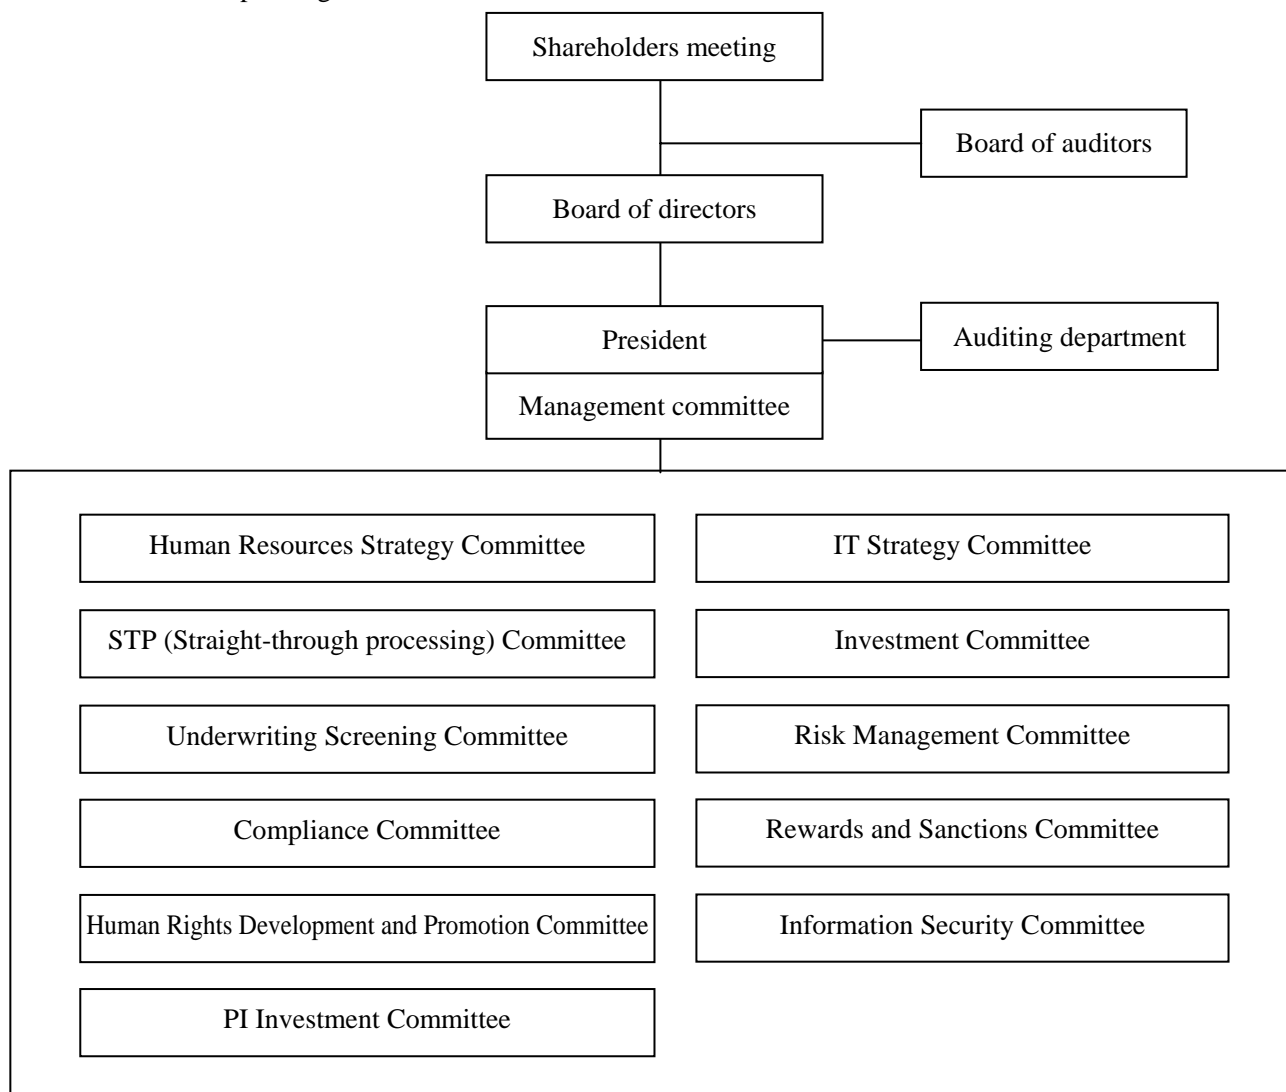 Shareholders meeting
Board of auditors
Board of directors
President
Auditing department
Management committee
Human Resources Strategy Committee
IT Strategy Committee
STP (Straight-through processing) Committee
Investment Committee
Underwriting Screening Committee
Risk Management Committee
Compliance Committee
Rewards and Sanctions Committee
Human Rights Development and Promotion Committee
Information Security Committee
PI Investment Committee